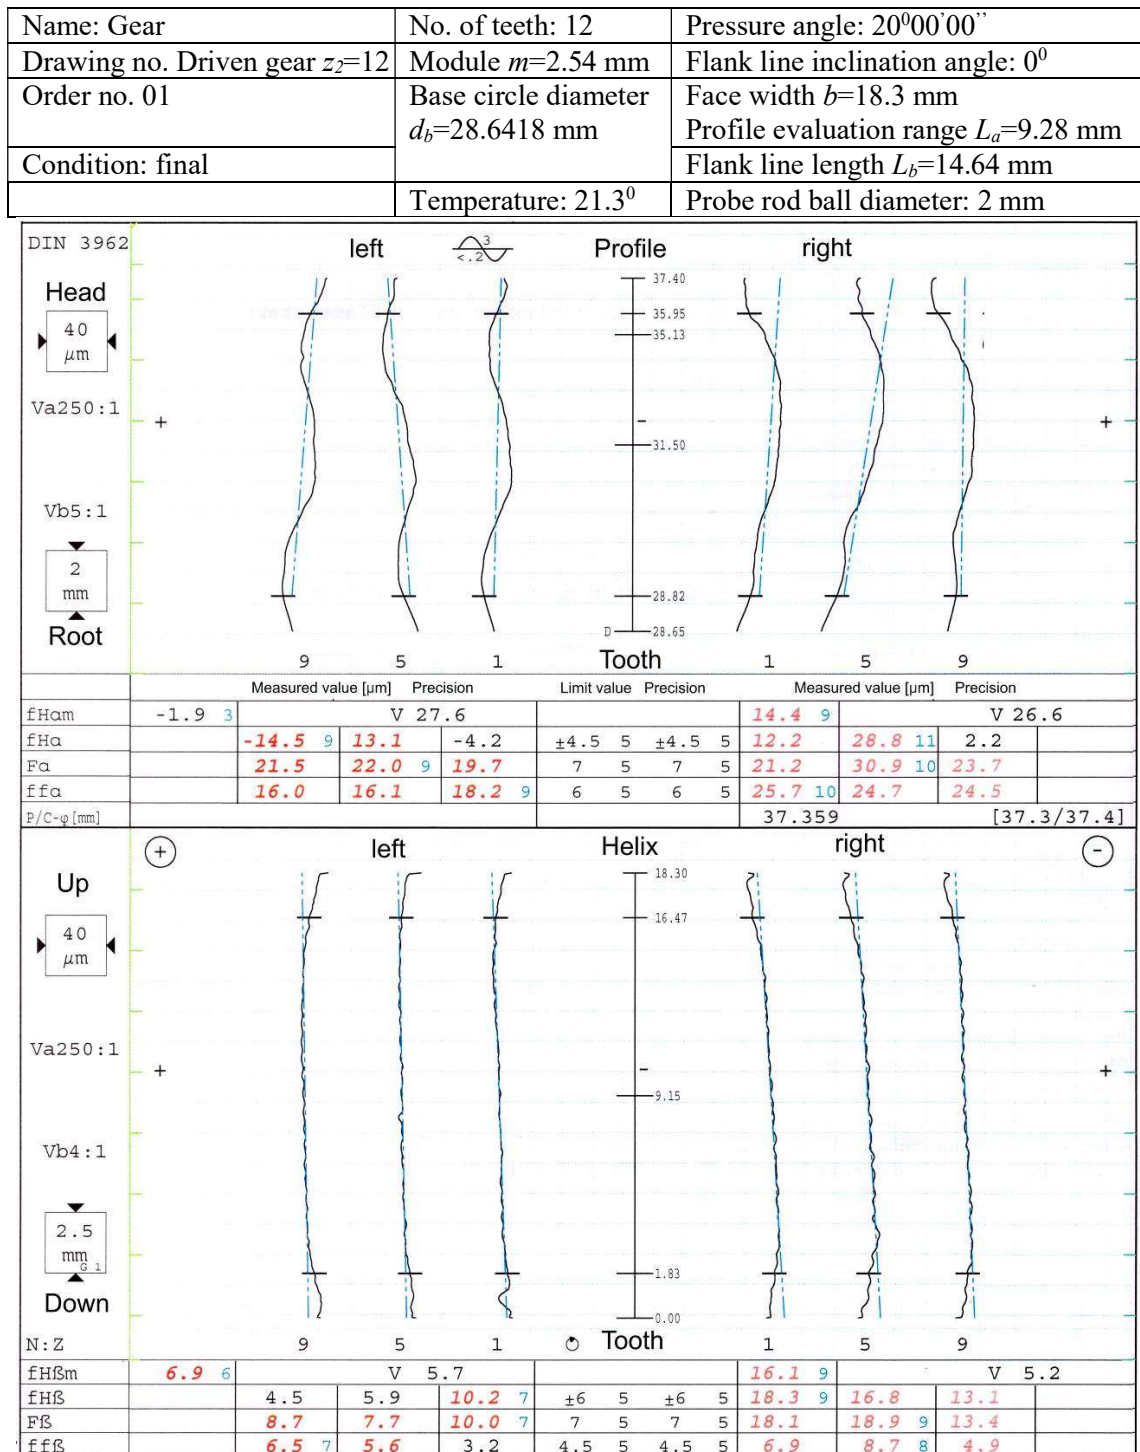 Name: Gear No. of teeth: 12 Pressure angle: 20⁰00’00’’
Drawing no. Driven gear z₂=12 Module m=2.54 mm Flank line inclination angle: 0⁰
Order no. 01 Base circle diameter Face width b=18.3 mm
d_b=28.6418 mm Profile evaluation range Lₐ=9.28 mm
Condition: final Flank line length L_b=14.64 mm
Temperature: 21.3⁰ Probe rod ball diameter: 2 mm
DIN 3962 left 3 <.2 Profile right
37.40
Head
35.95
40 µm
35.13
Va250:1
+ - +
31.50
Vb5:1
2 mm
28.82
Root
D 28.65
9 5 1 Tooth 1 5 9
Measured value [µm] Precision Limit value Precision Measured value [µm] Precision
fHαm -1.9 3 V 27.6 14.4 9 V 26.6
fHα -14.5 9 13.1 -4.2 ±4.5 5 ±4.5 5 12.2 28.8 11 2.2
Fα 21.5 22.0 9 19.7 7 5 7 5 21.2 30.9 10 23.7
ffα 16.0 16.1 18.2 9 6 5 6 5 25.7 10 24.7 24.5
P/C-φ[mm] 37.359 [37.3/37.4]
+ left Helix right -
18.30
Up
16.47
40 µm
Va250:1
+ - +
9.15
Vb4:1
2.5 mm G 1
1.83
Down
0.00
N:Z 9 5 1 Tooth 1 5 9
fHßm 6.9 6 V 5.7 16.1 9 V 5.2
fHß 4.5 5.9 10.2 7 ±6 5 ±6 5 18.3 9 16.8 13.1
Fß 8.7 7.7 10.0 7 7 5 7 5 18.1 18.9 9 13.4
ffß 6.5 7 5.6 3.2 4.5 5 4.5 5 6.9 8.7 8 4.9